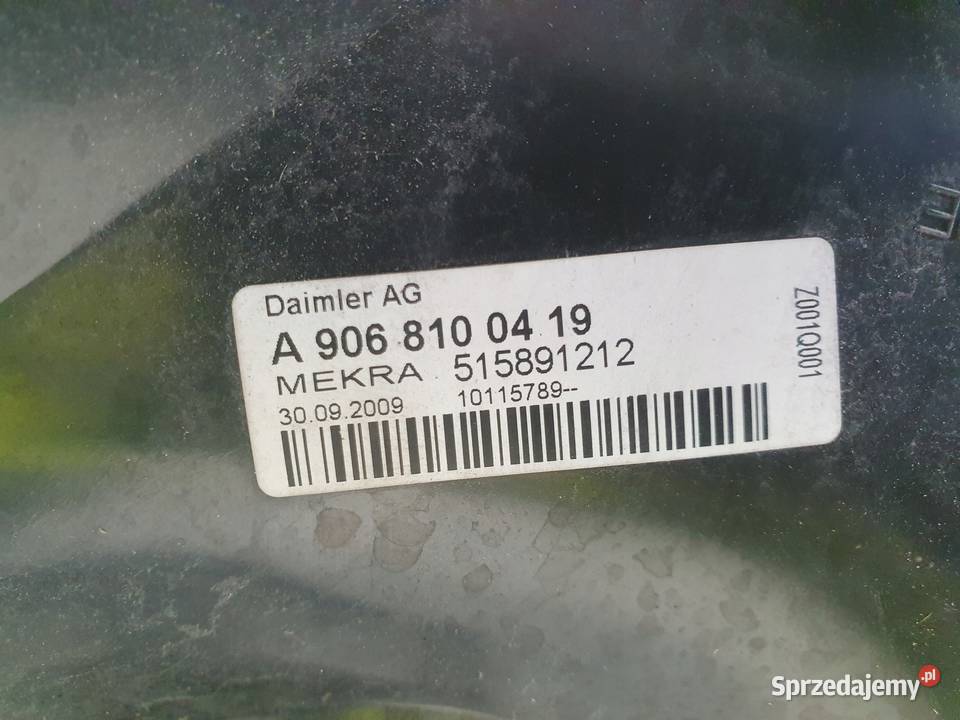 Daimler AG
A 906 810 04 19
MEKRA 515891212
30.09.2009 10115789--
Z001Q001
E
Sprzedajemy.pl